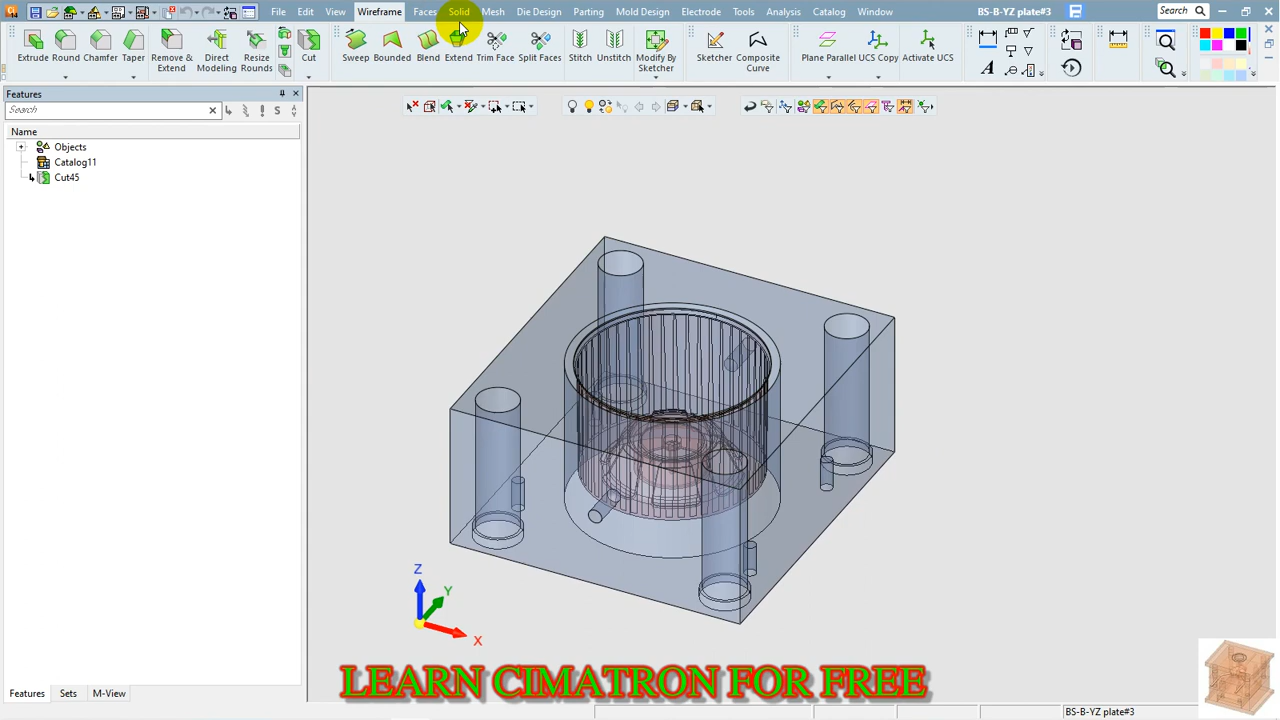 File Edit View Wireframe Faces Solid Mesh Die Design Parting Mold Design Electrode Tools Analysis Catalog Window BS-B-YZ plate#3 Search
Extrude Round Chamfer Taper Remove & Extend Direct Modeling Resize Rounds Cut Sweep Bounded Blend Extend Trim Face Split Faces Stitch Unstitch Modify By Sketch Sketcher Composite Curve Plane Parallel UCS Copy Activate UCS
Features
Search
Name
Objects
Catalog11
Cut45
Z
Y
X
LEARN CIMATRON FOR FREE
Features Sets M-View
BS-B-YZ plate#3